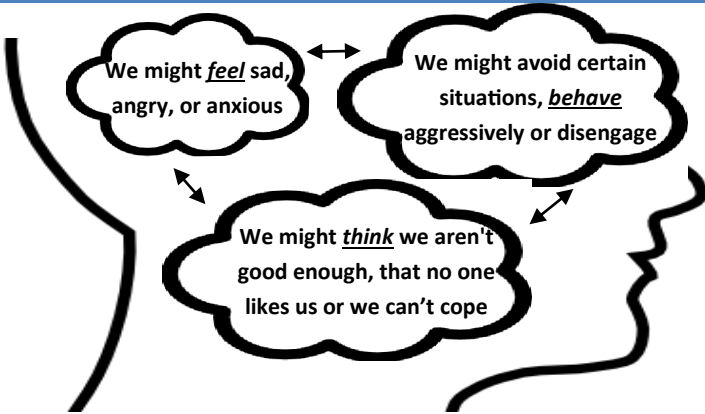 We might feel sad,
angry, or anxious
We might avoid certain
situations, behave
aggressively or disengage
We might think we aren't
good enough, that no one
likes us or we can’t cope